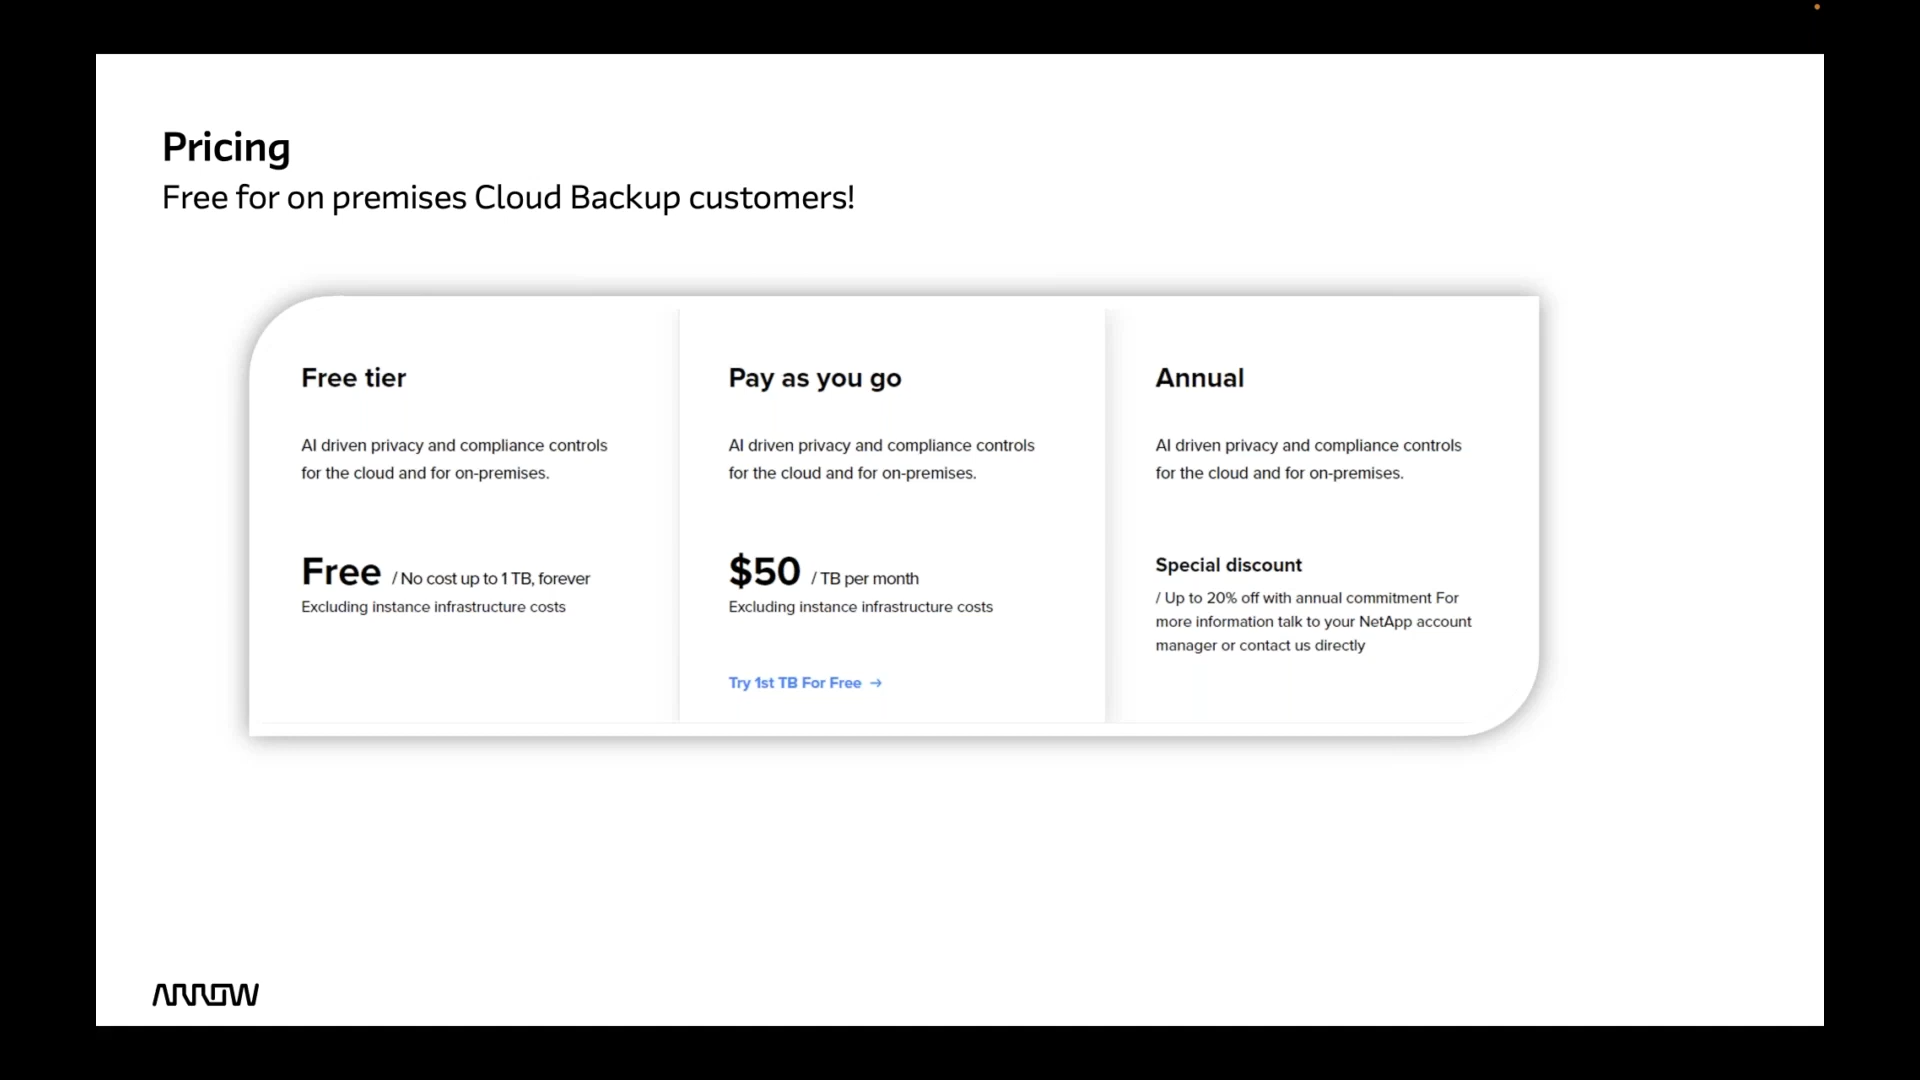 Pricing
Free for on premises Cloud Backup customers!
Free tier
AI driven privacy and compliance controls
for the cloud and for on-premises.
Free / No cost up to 1 TB, forever
Excluding instance infrastructure costs
Pay as you go
AI driven privacy and compliance controls
for the cloud and for on-premises.
$50 / TB per month
Excluding instance infrastructure costs
Try 1st TB For Free →
Annual
AI driven privacy and compliance controls
for the cloud and for on-premises.
Special discount
/ Up to 20% off with annual commitment For
more information talk to your NetApp account
manager or contact us directly
ARROW